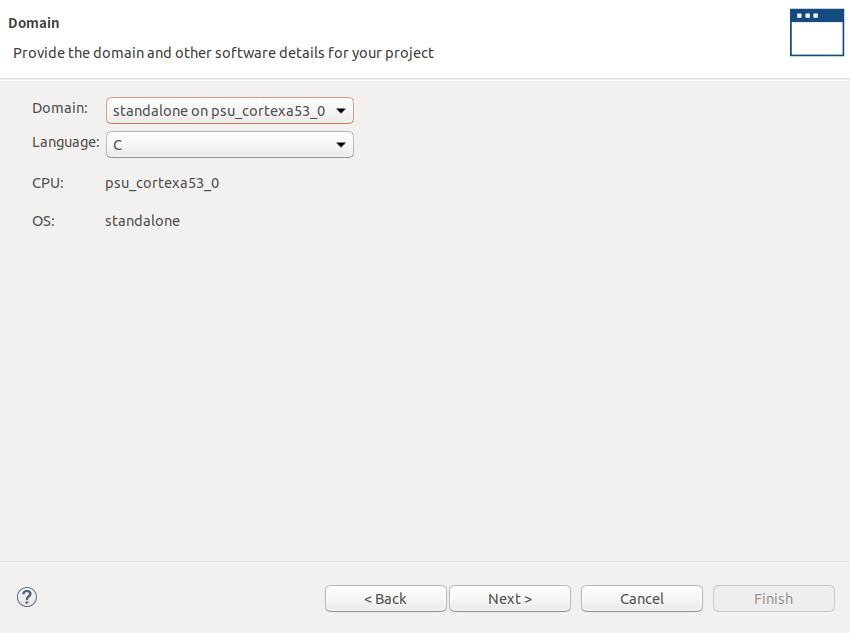 Domain
Provide the domain and other software details for your project
Domain: standalone on psu_cortexa53_0
Language: C
CPU: psu_cortexa53_0
OS: standalone
? < Back Next > Cancel Finish